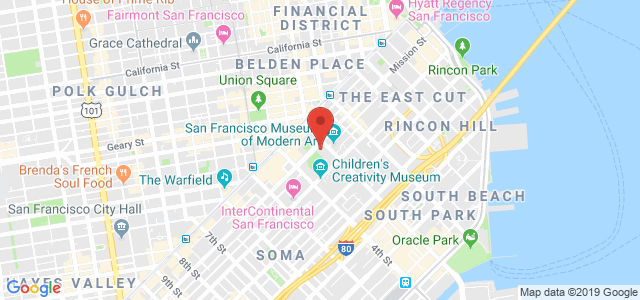 House of Prime Rib
Fairmont San Francisco
FINANCIAL
DISTRICT
Hyatt Regency
San Francisco
Grace Cathedral
California St
California St
BELDEN PLACE
Mission St
Rincon Park
POLK GULCH
Union Square
THE EAST CUT
101
RINCON HILL
Geary St
San Francisco Museum
of Modern Art
Brenda's French
Soul Food
The Warfield
Children's
Creativity Museum
SOUTH BEACH
InterContinental
San Francisco
SOUTH PARK
San Francisco City Hall
7th St
8th St
9th St
SOMA
80
4th St
Oracle Park
HAYES VALLEY
Google
Map data ©2019 Google